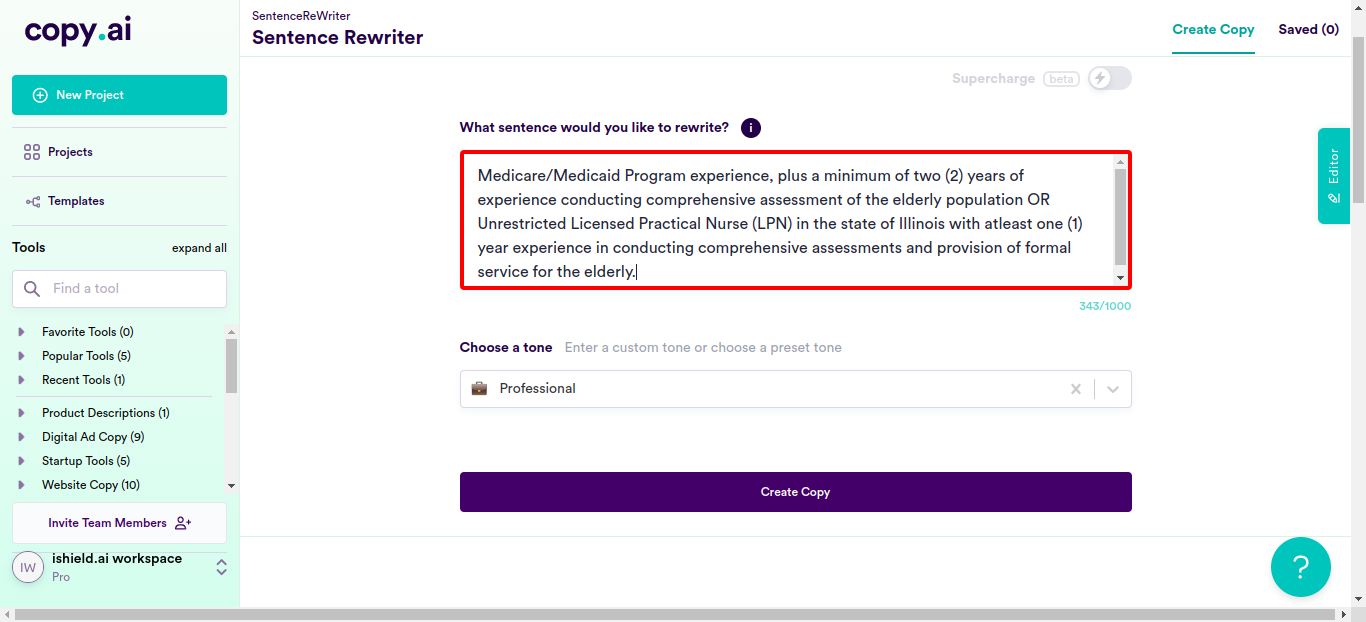 copy.ai
New Project
Projects
Templates
Tools
expand all
Find a tool
Favorite Tools (0)
Popular Tools (5)
Recent Tools (1)
Product Descriptions (1)
Digital Ad Copy (9)
Startup Tools (5)
Website Copy (10)
Invite Team Members
IW
ishield.ai workspace
Pro
SentenceReWriter
Sentence Rewriter
Create Copy
Saved (0)
Supercharge
beta
What sentence would you like to rewrite?
i
Medicare/Medicaid Program experience, plus a minimum of two (2) years of
experience conducting comprehensive assessment of the elderly population OR
Unrestricted Licensed Practical Nurse (LPN) in the state of Illinois with atleast one (1)
year experience in conducting comprehensive assessments and provision of formal
service for the elderly.
343/1000
Choose a tone
Enter a custom tone or choose a preset tone
Professional
Create Copy
Editor
?